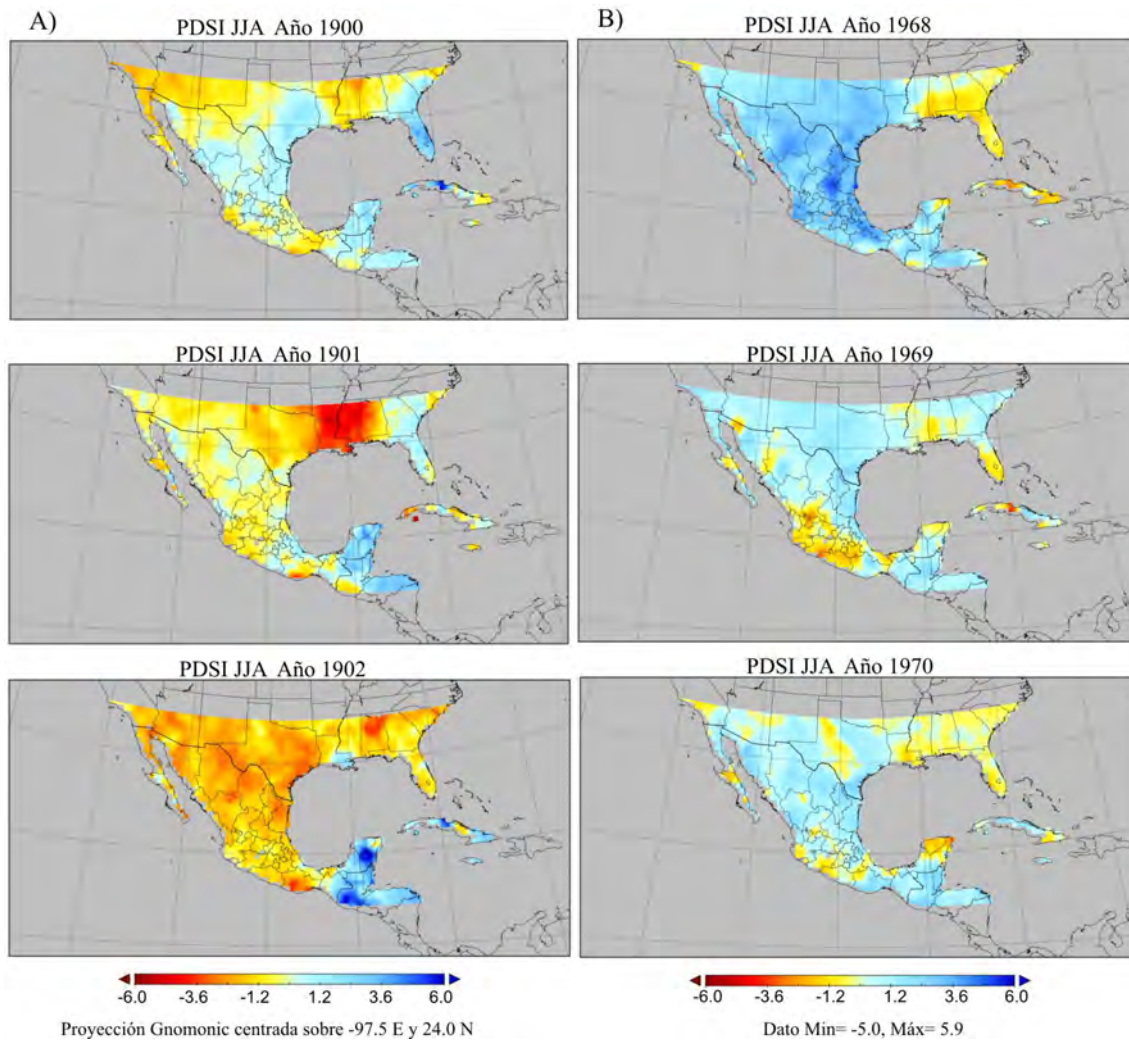 A)
PDSI JJA Año 1900
PDSI JJA Año 1901
PDSI JJA Año 1902
-6.0 -3.6 -1.2 1.2 3.6 6.0
Proyección Gnomonic centrada sobre -97.5 E y 24.0 N
B)
PDSI JJA Año 1968
PDSI JJA Año 1969
PDSI JJA Año 1970
-6.0 -3.6 -1.2 1.2 3.6 6.0
Dato Min= -5.0, Máx= 5.9